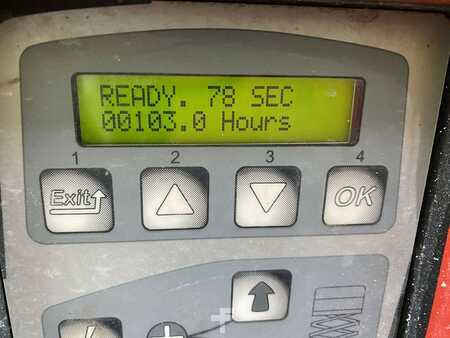 READY. 78 SEC
00103.0 Hours
1 2 3 4
Exit OK